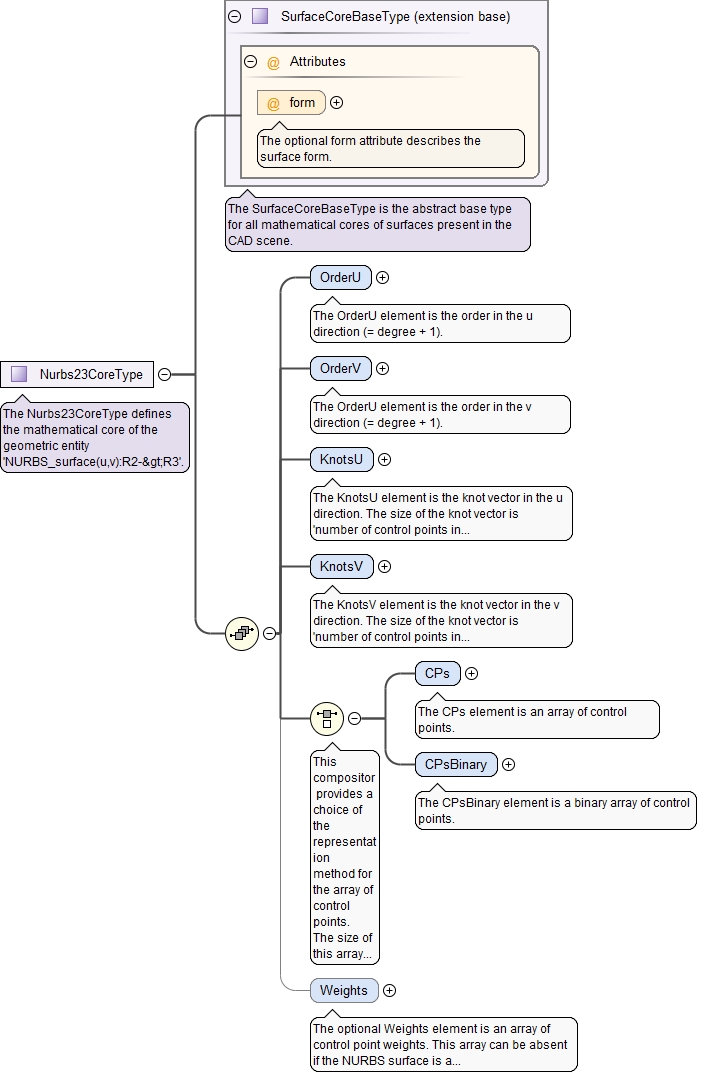 SurfaceCoreBaseType (extension base)
@ Attributes
@ form
The optional form attribute describes the
surface form.
The SurfaceCoreBaseType is the abstract base type
for all mathematical cores of surfaces present in the
CAD scene.
Nurbs23CoreType
The Nurbs23CoreType defines
the mathematical core of the
geometric entity
'NURBS_surface(u,v):R2-&gt;R3'.
OrderU
The OrderU element is the order in the u
direction (= degree + 1).
OrderV
The OrderU element is the order in the v
direction (= degree + 1).
KnotsU
The KnotsU element is the knot vector in the u
direction. The size of the knot vector is
'number of control points in...
KnotsV
The KnotsV element is the knot vector in the v
direction. The size of the knot vector is
'number of control points in...
CPs
The CPs element is an array of control
points.
CPsBinary
The CPsBinary element is a binary array of control
points.
This
compositor
provides a
choice of
the
representat
ion
method for
the array of
control
points.
The size of
this array...
Weights
The optional Weights element is an array of
control point weights. This array can be absent
if the NURBS surface is a...